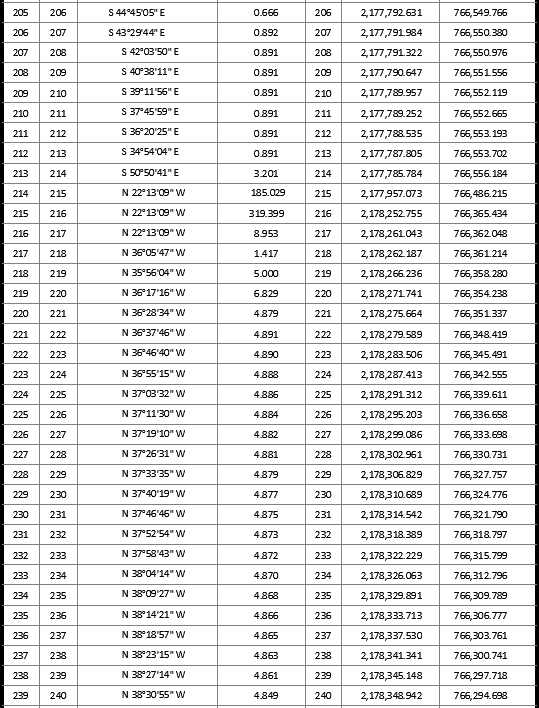 205 206 S 44°45'05" E 0.666 206 2,177,792.631 766,549.766
206 207 S 43°29'44" E 0.892 207 2,177,791.984 766,550.380
207 208 S 42°03'50" E 0.891 208 2,177,791.322 766,550.976
208 209 S 40°38'11" E 0.891 209 2,177,790.647 766,551.556
209 210 S 39°11'56" E 0.891 210 2,177,789.957 766,552.119
210 211 S 37°45'59" E 0.891 211 2,177,789.252 766,552.665
211 212 S 36°20'25" E 0.891 212 2,177,788.535 766,553.193
212 213 S 34°54'04" E 0.891 213 2,177,787.805 766,553.702
213 214 S 50°50'41" E 3.201 214 2,177,785.784 766,556.184
214 215 N 22°13'09" W 185.029 215 2,177,957.073 766,486.215
215 216 N 22°13'09" W 319.399 216 2,178,252.755 766,365.434
216 217 N 22°13'09" W 8.953 217 2,178,261.043 766,362.048
217 218 N 36°05'47" W 1.417 218 2,178,262.187 766,361.214
218 219 N 35°56'04" W 5.000 219 2,178,266.236 766,358.280
219 220 N 36°17'16" W 6.829 220 2,178,271.741 766,354.238
220 221 N 36°28'34" W 4.879 221 2,178,275.664 766,351.337
221 222 N 36°37'46" W 4.891 222 2,178,279.589 766,348.419
222 223 N 36°46'40" W 4.890 223 2,178,283.506 766,345.491
223 224 N 36°55'15" W 4.888 224 2,178,287.413 766,342.555
224 225 N 37°03'32" W 4.886 225 2,178,291.312 766,339.611
225 226 N 37°11'30" W 4.884 226 2,178,295.203 766,336.658
226 227 N 37°19'10" W 4.882 227 2,178,299.086 766,333.698
227 228 N 37°26'31" W 4.881 228 2,178,302.961 766,330.731
228 229 N 37°33'35" W 4.879 229 2,178,306.829 766,327.757
229 230 N 37°40'19" W 4.877 230 2,178,310.689 766,324.776
230 231 N 37°46'46" W 4.875 231 2,178,314.542 766,321.790
231 232 N 37°52'54" W 4.873 232 2,178,318.389 766,318.797
232 233 N 37°58'43" W 4.872 233 2,178,322.229 766,315.799
233 234 N 38°04'14" W 4.870 234 2,178,326.063 766,312.796
234 235 N 38°09'27" W 4.868 235 2,178,329.891 766,309.789
235 236 N 38°14'21" W 4.866 236 2,178,333.713 766,306.777
236 237 N 38°18'57" W 4.865 237 2,178,337.530 766,303.761
237 238 N 38°23'15" W 4.863 238 2,178,341.341 766,300.741
238 239 N 38°27'14" W 4.861 239 2,178,345.148 766,297.718
239 240 N 38°30'55" W 4.849 240 2,178,348.942 766,294.698